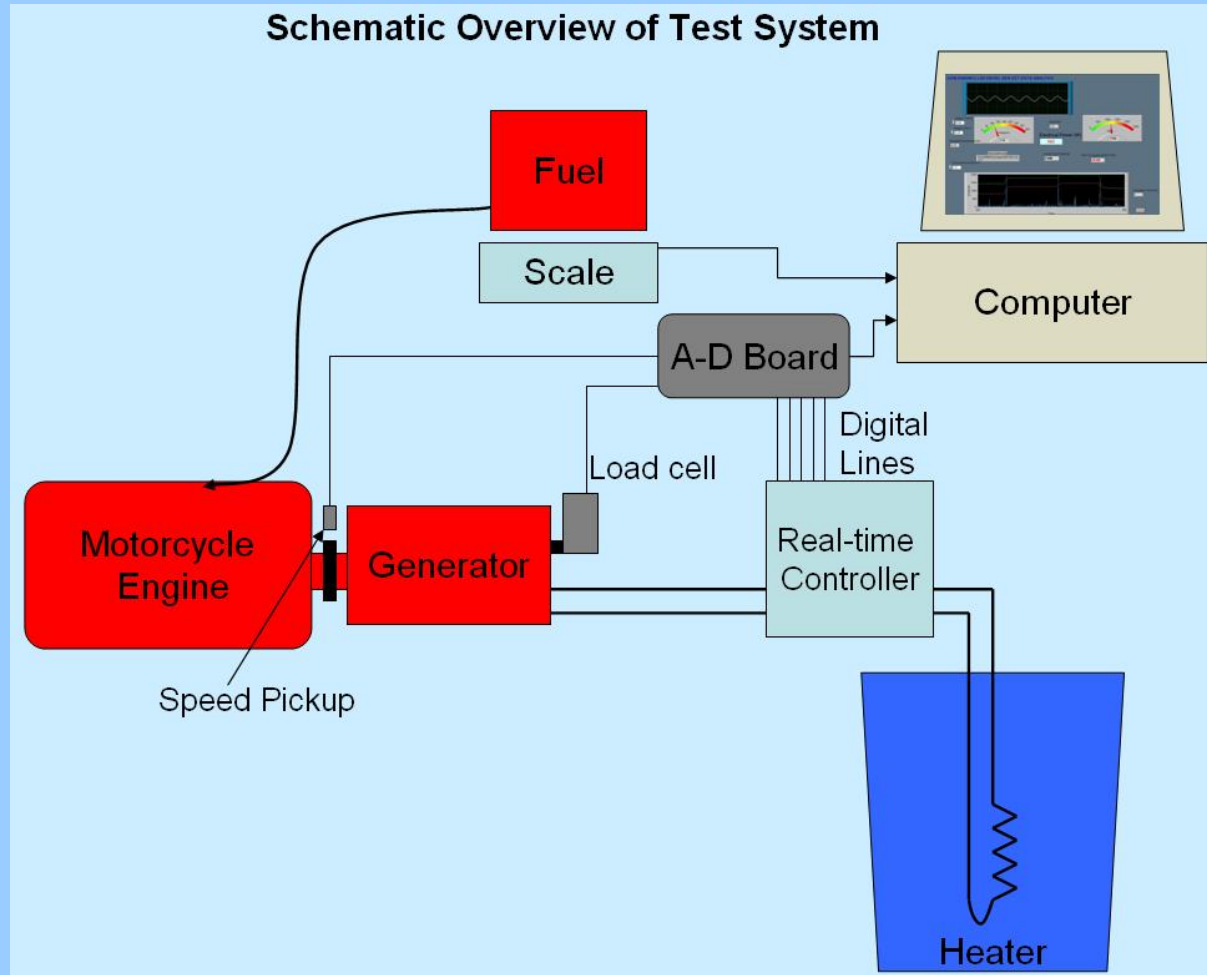 Schematic Overview of Test System
Fuel
Scale
Computer
A-D Board
Digital
Lines
Load cell
Motorcycle
Engine
Generator
Real-time
Controller
Speed Pickup
Heater